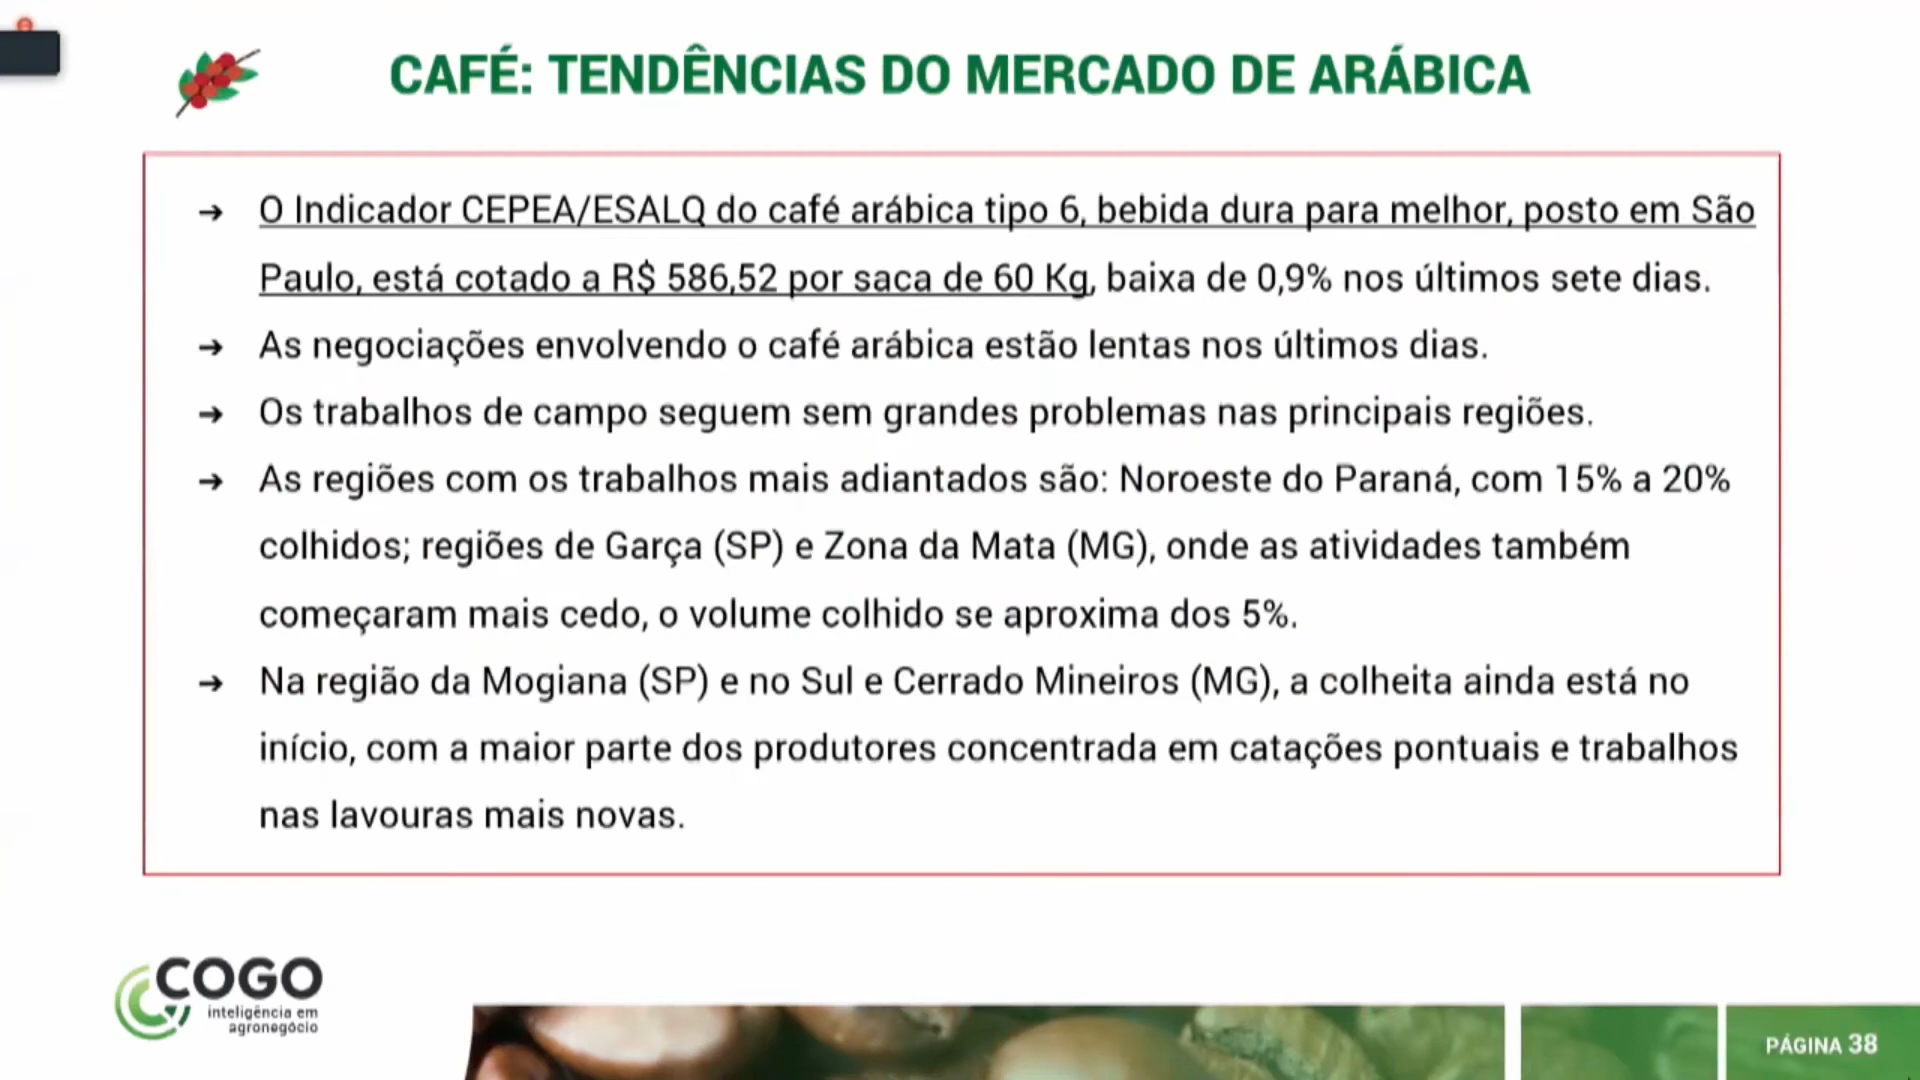 CAFÉ: TENDÊNCIAS DO MERCADO DE ARÁBICA
→ O Indicador CEPEA/ESALQ do café arábica tipo 6, bebida dura para melhor, posto em São
Paulo, está cotado a R$ 586,52 por saca de 60 Kg, baixa de 0,9% nos últimos sete dias.
→ As negociações envolvendo o café arábica estão lentas nos últimos dias.
→ Os trabalhos de campo seguem sem grandes problemas nas principais regiões.
→ As regiões com os trabalhos mais adiantados são: Noroeste do Paraná, com 15% a 20%
colhidos; regiões de Garça (SP) e Zona da Mata (MG), onde as atividades também
começaram mais cedo, o volume colhido se aproxima dos 5%.
→ Na região da Mogiana (SP) e no Sul e Cerrado Mineiros (MG), a colheita ainda está no
início, com a maior parte dos produtores concentrada em catações pontuais e trabalhos
nas lavouras mais novas.
COGO
inteligência em
agronegócio
PÁGINA 38